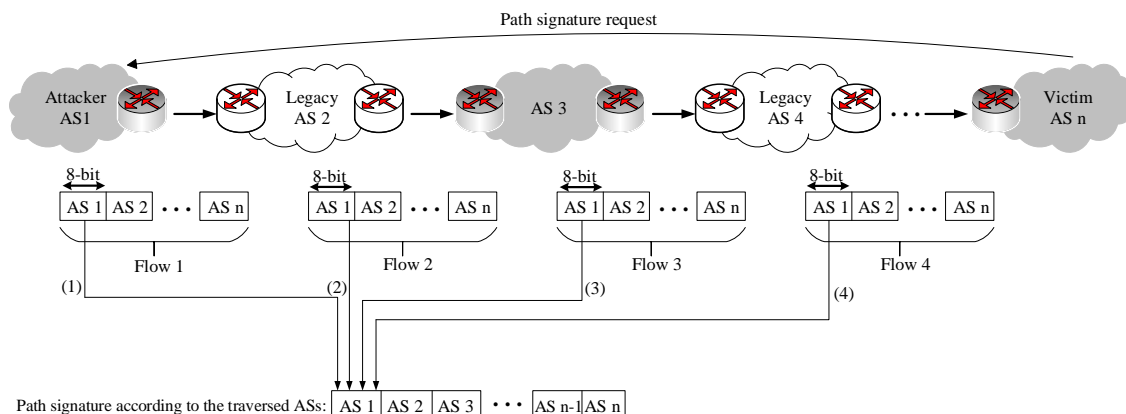 Path signature request
Attacker
AS1
Legacy
AS 2
AS 3
Legacy
AS 4
Victim
AS n
8-bit
8-bit
8-bit
8-bit
AS 1 AS 2 • • • AS n
AS 1 AS 2 • • • AS n
AS 1 AS 2 • • • AS n
AS 1 AS 2 • • • AS n
Flow 1
Flow 2
Flow 3
Flow 4
(1)
(2)
(3)
(4)
Path signature according to the traversed ASs: AS 1 AS 2 AS 3 • • • AS n-1 AS n